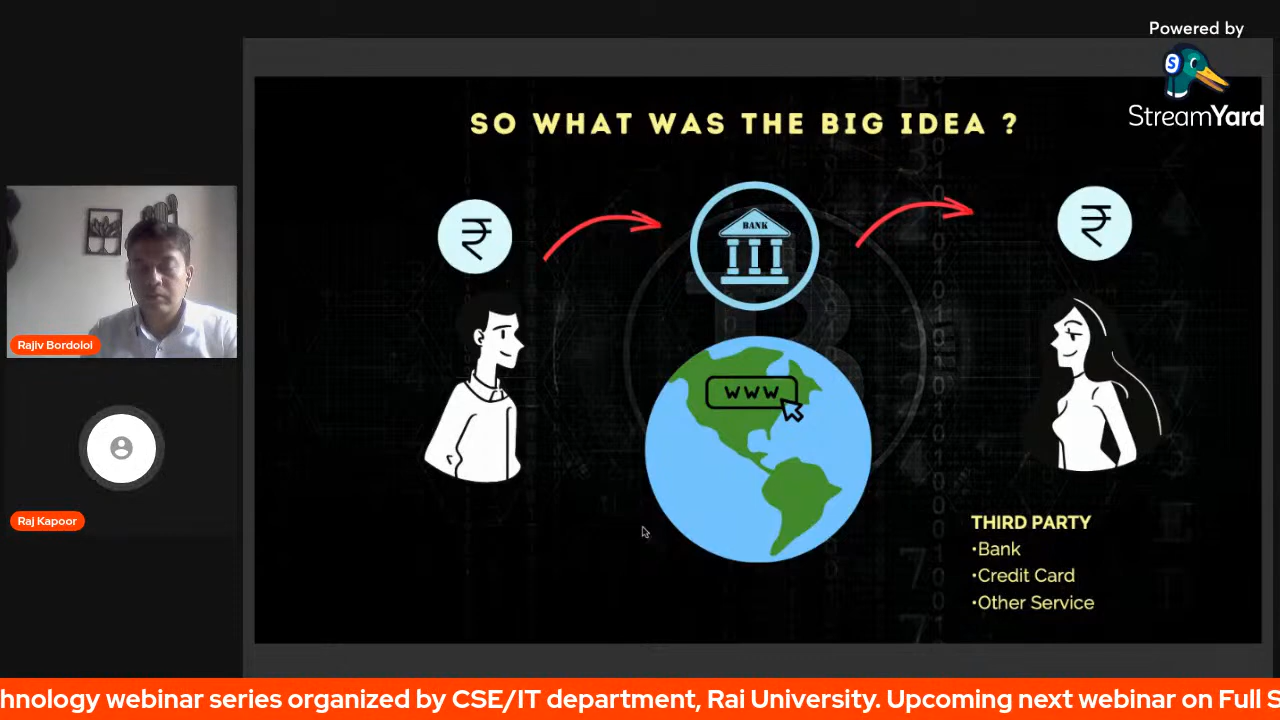 Powered by
S
StreamYard
SO WHAT WAS THE BIG IDEA ?
₹
BANK
₹
www
Rajiv Bordoloi
Raj Kapoor
THIRD PARTY
•Bank
•Credit Card
•Other Service
hnology webinar series organized by CSE/IT department, Rai University. Upcoming next webinar on Full S